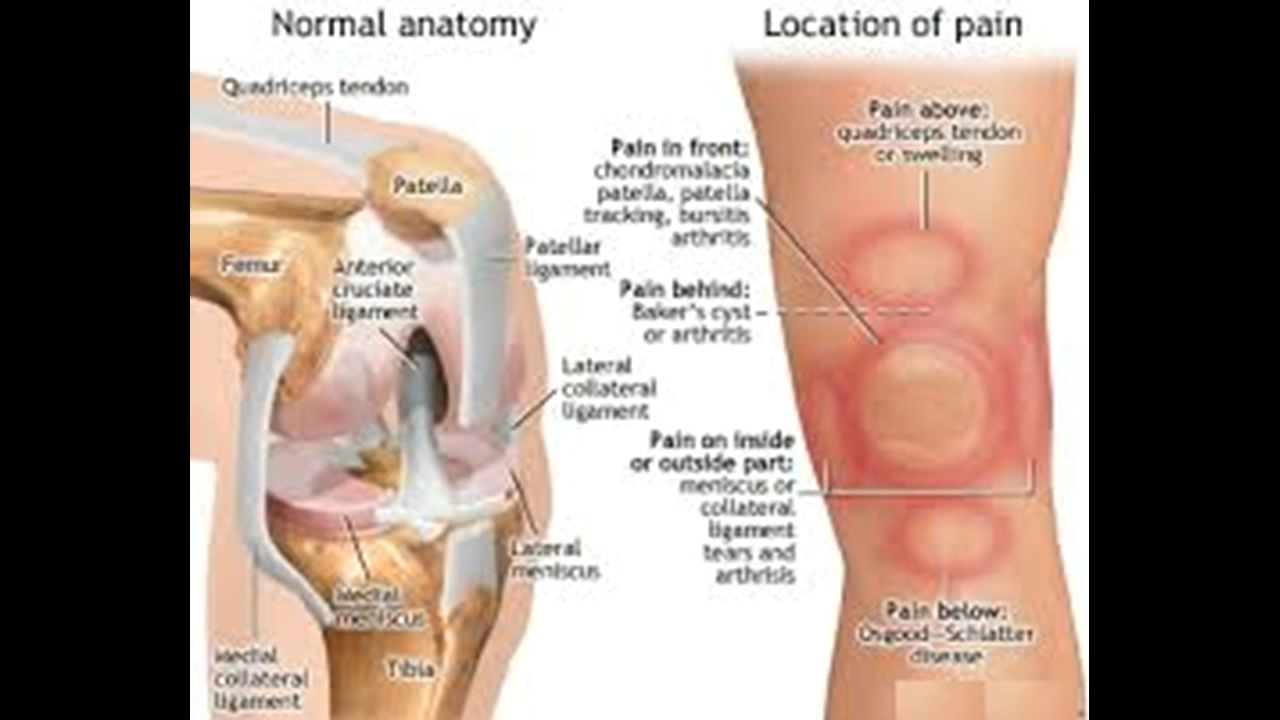 Normal anatomy
Quadriceps tendon
Patella
Femur
Anterior
cruciate
ligament
Patellar
ligament
Lateral
collateral
ligament
Lateral
meniscus
Medial
meniscus
Tibia
Medial
collateral
ligament
Location of pain
Pain above:
quadriceps tendon
or swelling
Pain in front:
chondromalacia
patella, patella
tracking, bursitis
arthritis
Pain behind:
Baker's cyst
or arthritis
Pain on inside
or outside part:
meniscus or
collateral
ligament
tears and
arthrisis
Pain below:
Osgood-Schlatter
disease